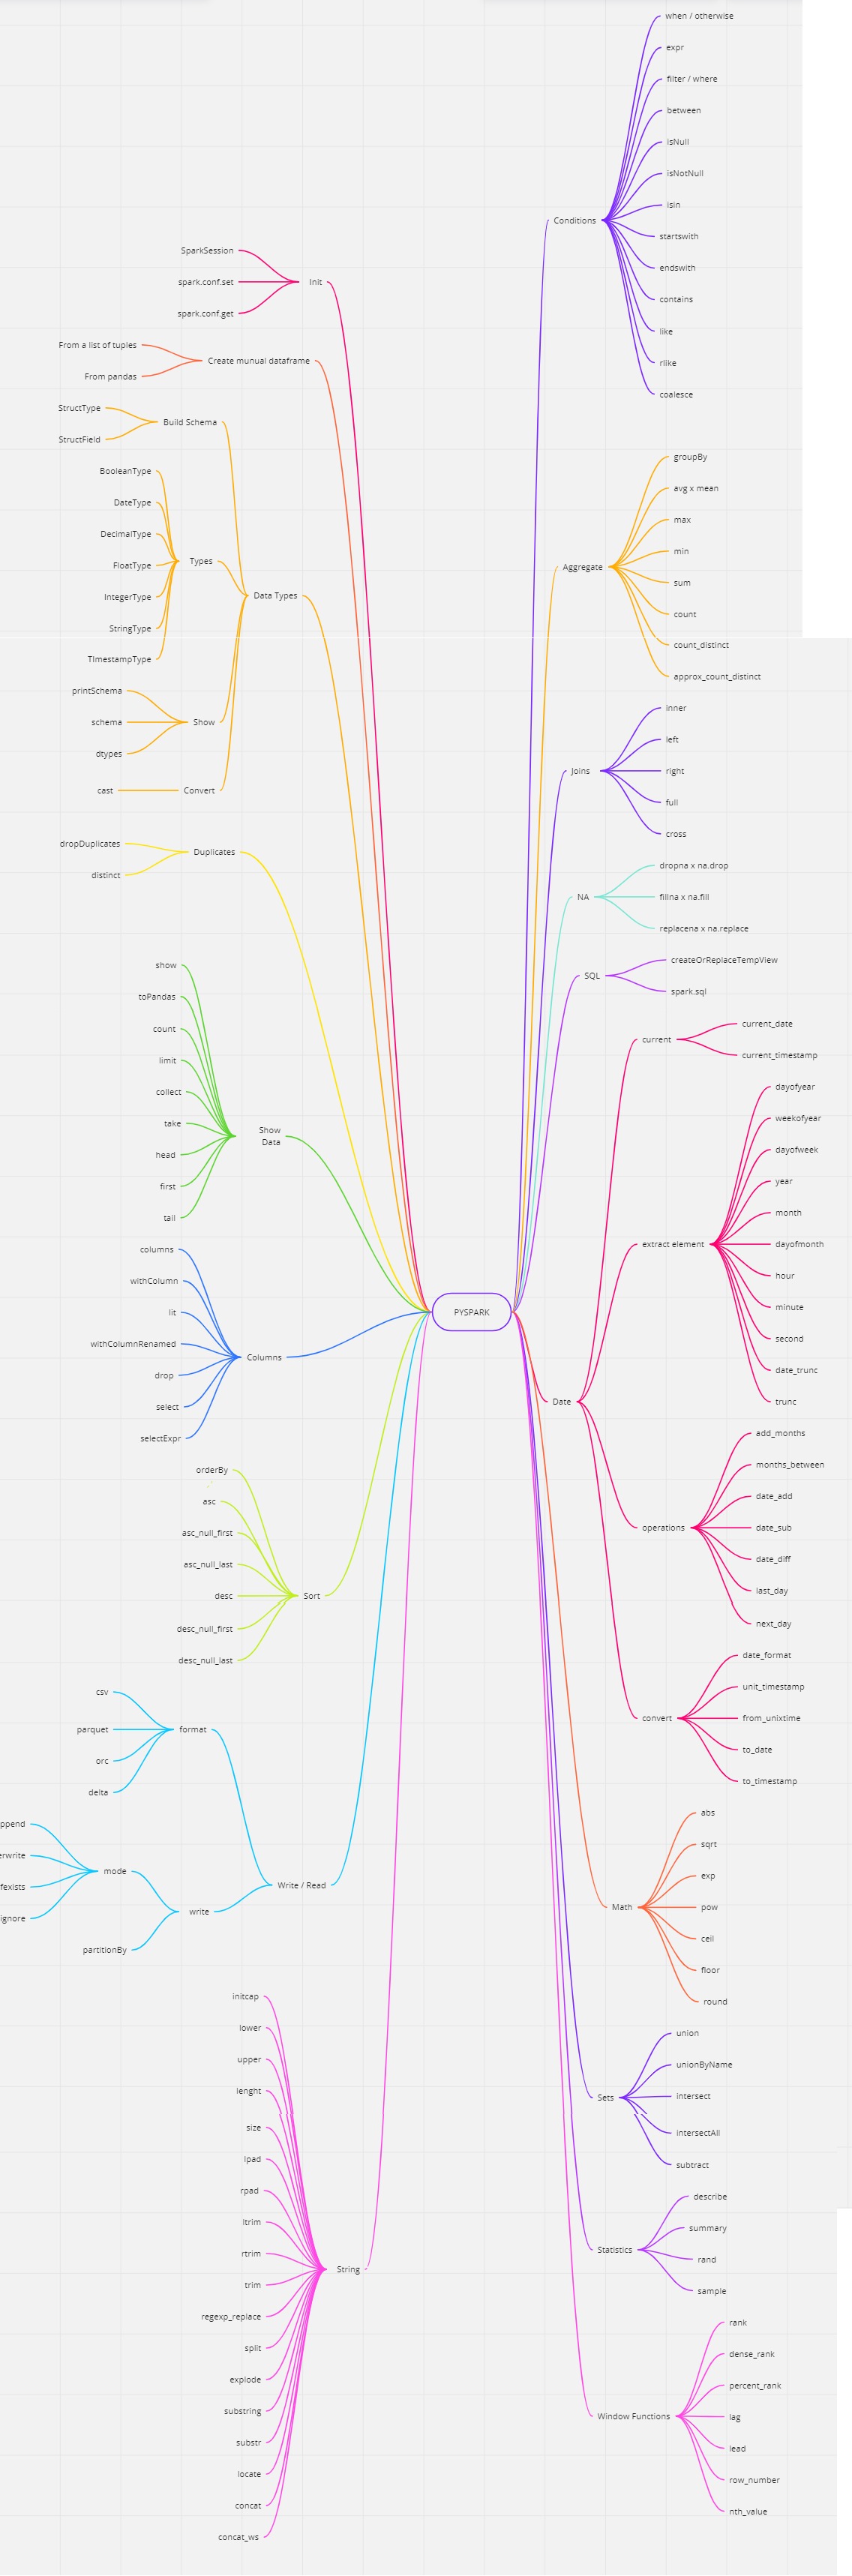 SparkSession
spark.conf.set
spark.conf.get
Init
From a list of tuples
From pandas
Create munual dataframe
StructType
StructField
Build Schema
BooleanType
DateType
DecimalType
FloatType
IntegerType
StringType
TImestampType
Types
printSchema
schema
dtypes
Show
cast
Convert
Data Types
dropDuplicates
distinct
Duplicates
show
toPandas
count
limit
collect
take
head
first
tail
Show
Data
columns
withColumn
lit
withColumnRenamed
drop
select
selectExpr
Columns
orderBy
asc
asc_null_first
asc_null_last
desc
desc_null_first
desc_null_last
Sort
csv
parquet
orc
delta
format
ppend
erwrite
fexists
ignore
mode
partitionBy
write
Write / Read
initcap
lower
upper
lenght
size
lpad
rpad
ltrim
rtrim
trim
regexp_replace
split
explode
substring
substr
locate
concat
concat_ws
String
PYSPARK
Conditions
when / otherwise
expr
filter / where
between
isNull
isNotNull
isin
startswith
endswith
contains
like
rlike
coalesce
Aggregate
groupBy
avg x mean
max
min
sum
count
count_distinct
approx_count_distinct
Joins
inner
left
right
full
cross
NA
dropna x na.drop
fillna x na.fill
replacena x na.replace
SQL
createOrReplaceTempView
spark.sql
Date
current
current_date
current_timestamp
extract element
dayofyear
weekofyear
dayofweek
year
month
dayofmonth
hour
minute
second
date_trunc
trunc
operations
add_months
months_between
date_add
date_sub
date_diff
last_day
next_day
convert
date_format
unit_timestamp
from_unixtime
to_date
to_timestamp
Math
abs
sqrt
exp
pow
ceil
floor
round
Sets
union
unionByName
intersect
intersectAll
subtract
Statistics
describe
summary
rand
sample
Window Functions
rank
dense_rank
percent_rank
lag
lead
row_number
nth_value